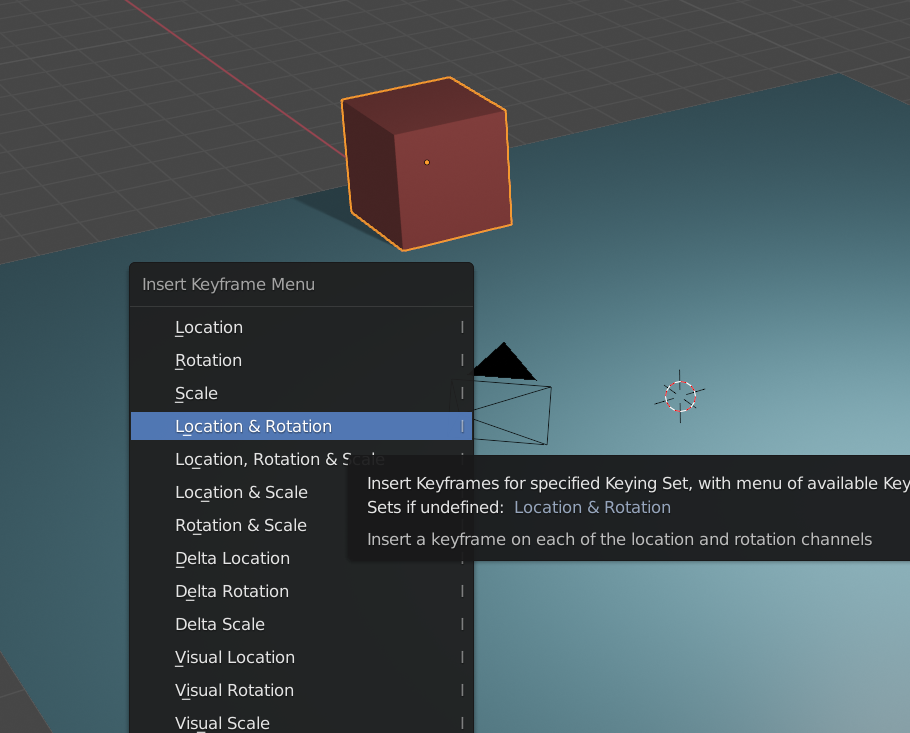 Insert Keyframe Menu
Location I
Rotation I
Scale I
Location & Rotation I
Location, Rotation & Scale I
Location & Scale
Rotation & Scale
Delta Location I
Delta Rotation I
Delta Scale I
Visual Location I
Visual Rotation I
Visual Scale I
Insert Keyframes for specified Keying Set, with menu of available Key
Sets if undefined: Location & Rotation
Insert a keyframe on each of the location and rotation channels